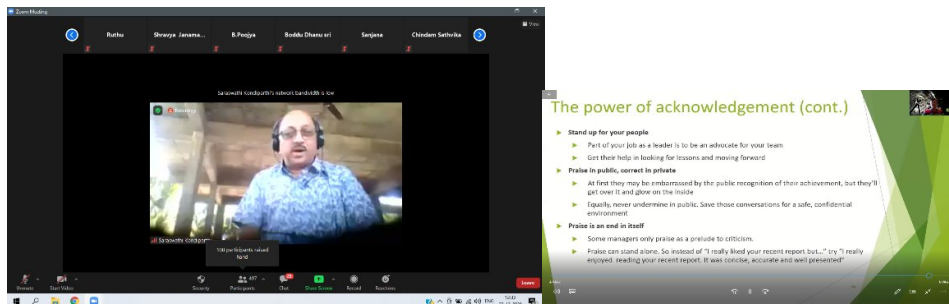 Zoom Meeting
View
Ruthu
Shravya Janama...
B.Poojya
Boddu Dhanu sri
Sanjana
Chindam Sathvika
Saraswathi Kondiparthi's network bandwidth is low
Saraswathi Kondiparthi
100 participants raised
hand
Unmute
Start Video
Security
Participants
Chat
Share Screen
Record
Reactions
Leave
ENG
The power of acknowledgement (cont.)
Stand up for your people
Part of your job as a leader is to be an advocate for your team
Get their help in looking for lessons and moving forward
Praise in public, correct in private
At first they may be embarrassed by the public recognition of their achievement, but they'll
get over it and glow on the inside
Equally, never undermine in public. Save those conversations for a safe, confidential
environment
Praise is an end in itself
Some managers only praise as a prelude to criticism.
Praise can stand alone. So instead of "I really liked your recent report but..." try "I really
enjoyed reading your recent report. It was concise, accurate and well presented"